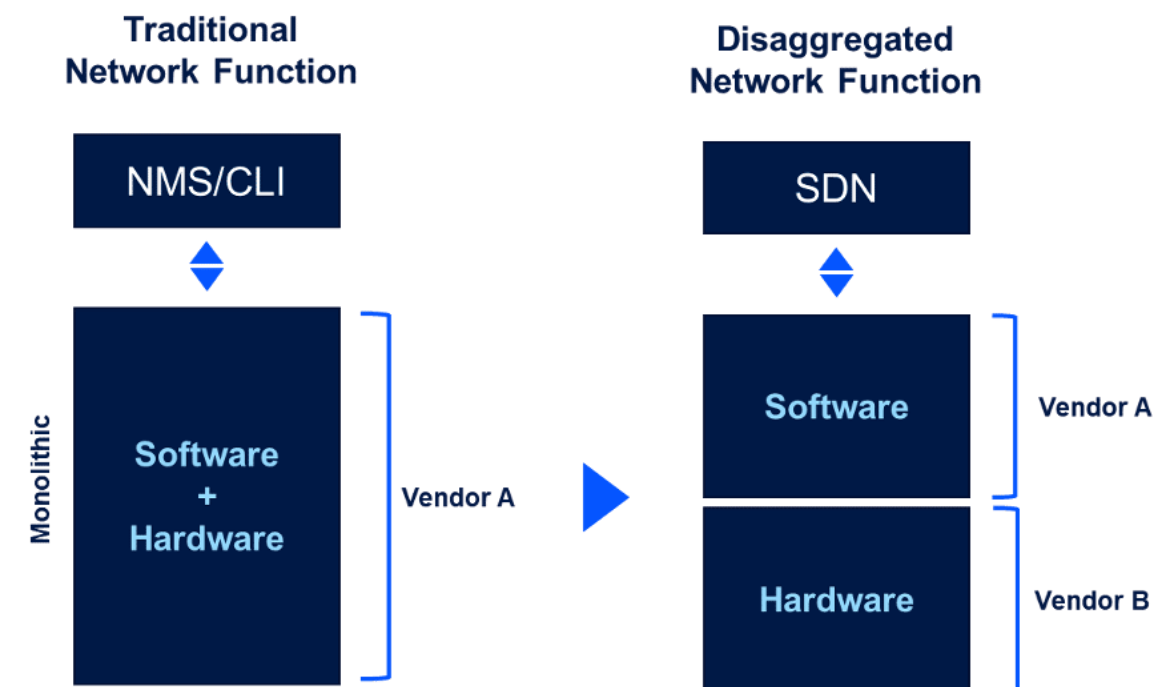 Traditional
Network Function
NMS/CLI
Monolithic
Software
+
Hardware
Vendor A
Disaggregated
Network Function
SDN
Software
Vendor A
Hardware
Vendor B